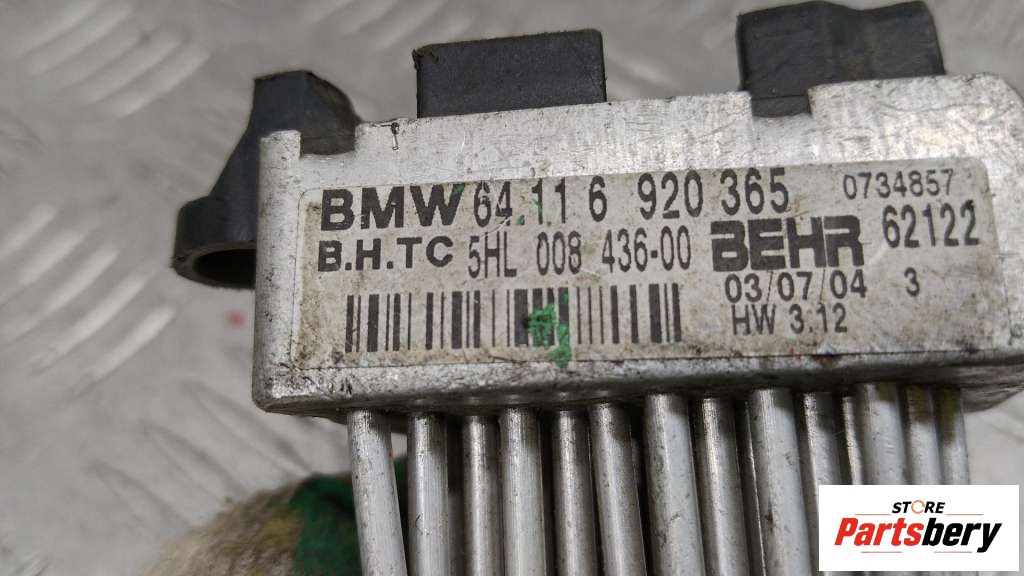 BMW 64.11 6 920 365 0734857
B.H.TC 5HL 008 436-00 BEHR 62122
03/07/04 3
HW 3.12
STORE
Partsbery